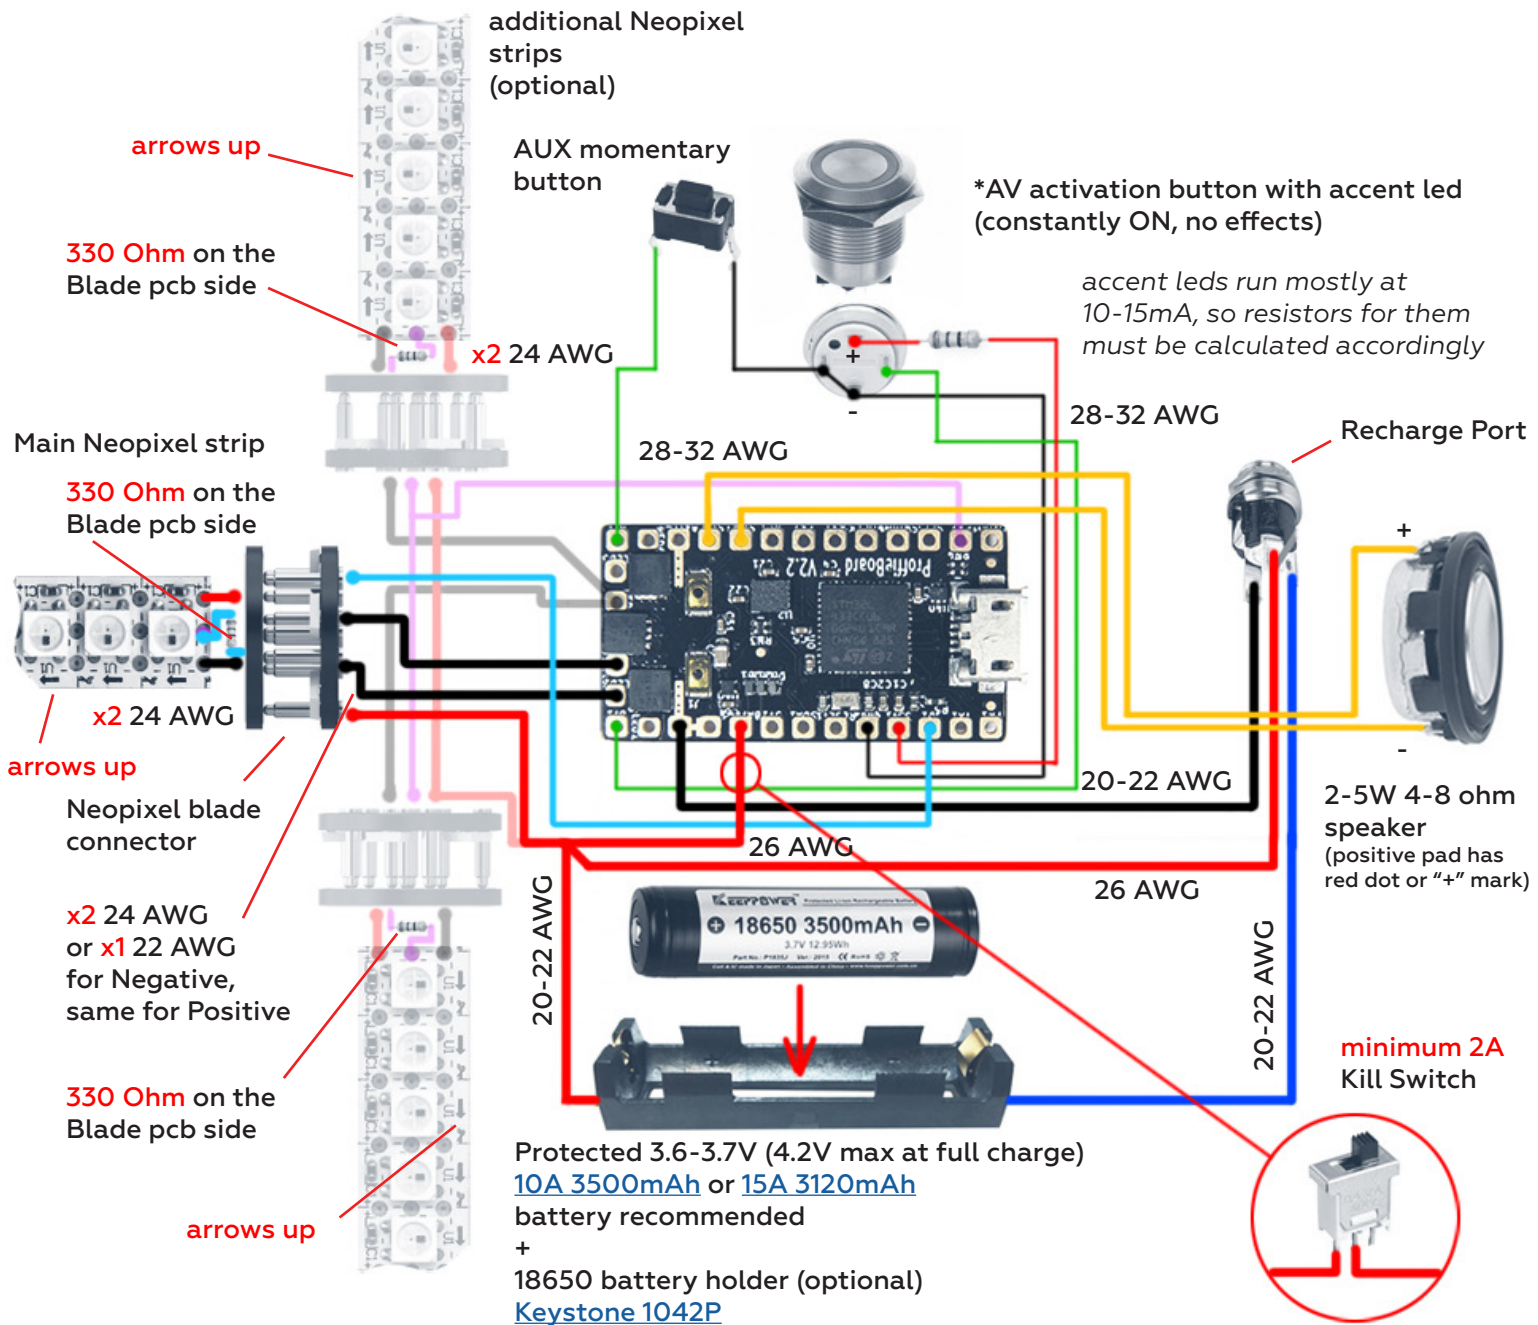 additional Neopixel
strips
(optional)
arrows up
AUX momentary
button
*AV activation button with accent led
(constantly ON, no effects)
330 Ohm on the
Blade pcb side
accent leds run mostly at
10-15mA, so resistors for them
must be calculated accordingly
x2 24 AWG
+
-
28-32 AWG
Recharge Port
Main Neopixel strip
28-32 AWG
330 Ohm on the
Blade pcb side
+
ProffieBoard V2.2
x2 24 AWG
arrows up
-
20-22 AWG
Neopixel blade
connector
2-5W 4-8 ohm
speaker
(positive pad has
red dot or “+” mark)
26 AWG
26 AWG
20-22 AWG
KEEPPOWER
18650 3500mAh
3.7V 12.95Wh
x2 24 AWG
or x1 22 AWG
for Negative,
same for Positive
20-22 AWG
minimum 2A
Kill Switch
330 Ohm on the
Blade pcb side
arrows up
Protected 3.6-3.7V (4.2V max at full charge)
10A 3500mAh or 15A 3120mAh
battery recommended
+
18650 battery holder (optional)
Keystone 1042P